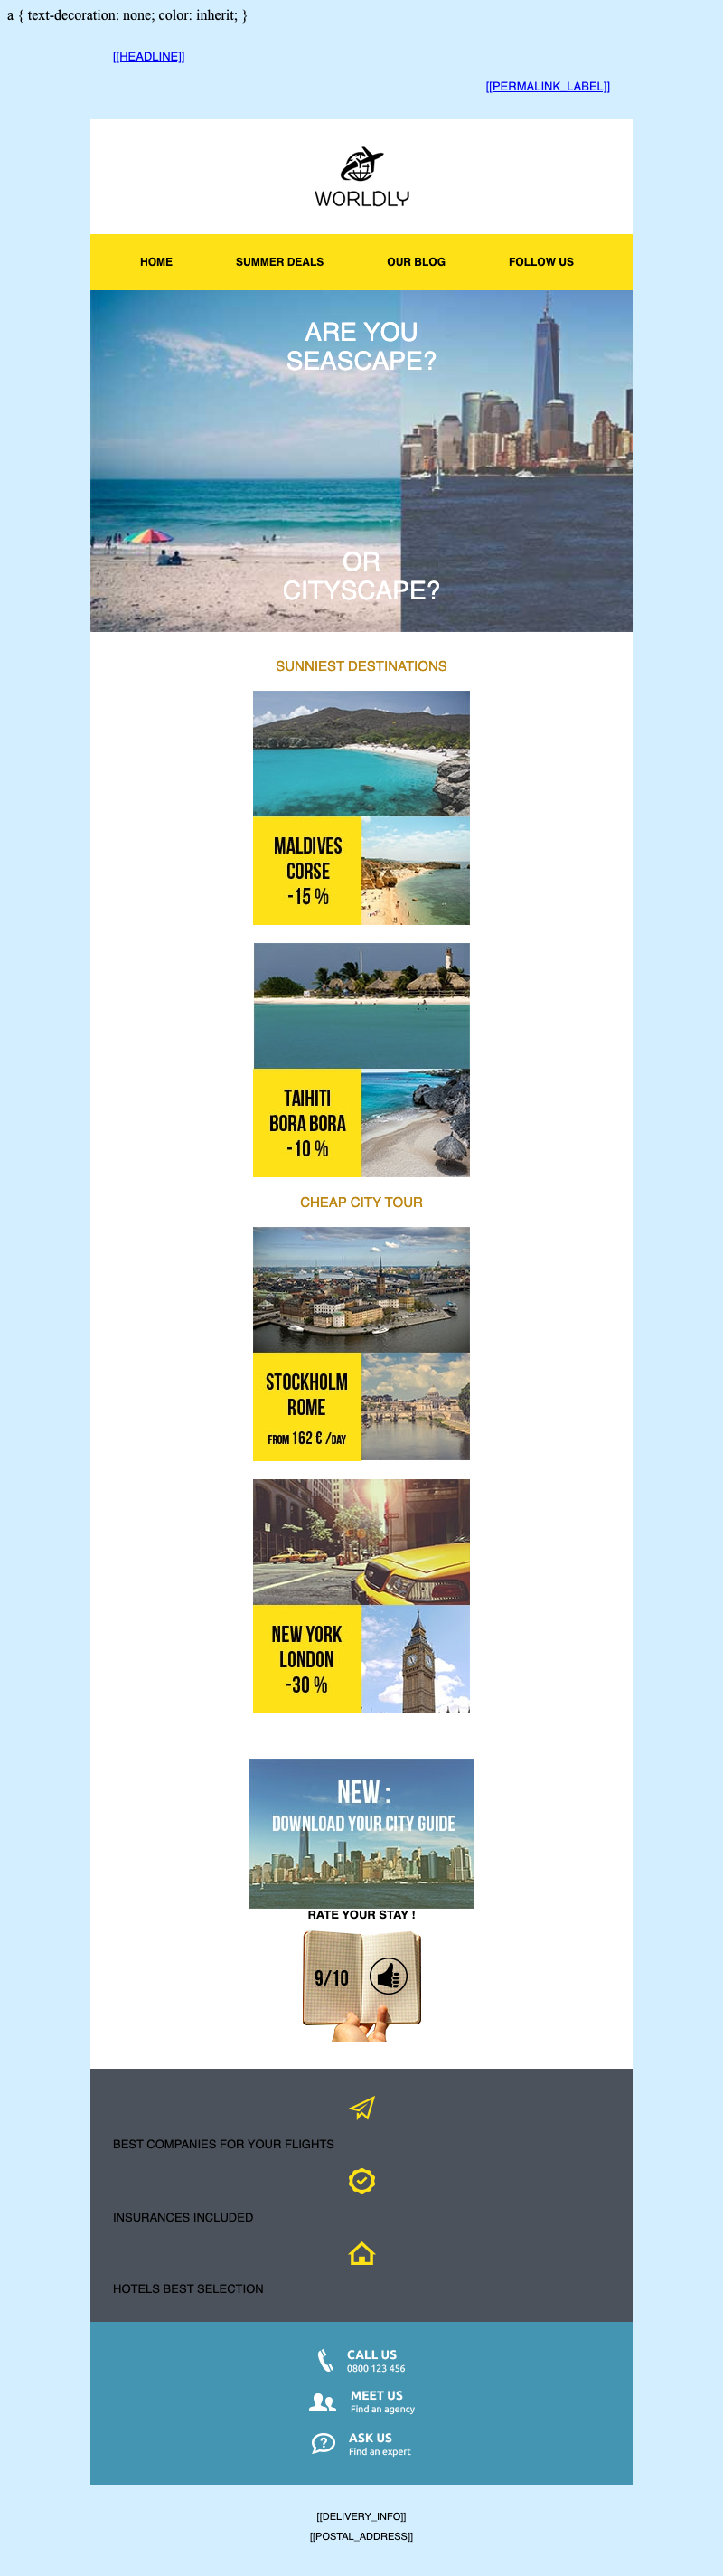 a { text-decoration: none; color: inherit; }
[[HEADLINE]]
[[PERMALINK_LABEL]]
WORLDLY
HOME SUMMER DEALS OUR BLOG FOLLOW US
ARE YOU
SEASCAPE?
OR
CITYSCAPE?
SUNNIEST DESTINATIONS
MALDIVES
CORSE
-15 %
TAIHITI
BORA BORA
-10 %
CHEAP CITY TOUR
STOCKHOLM
ROME
FROM 162 € /DAY
NEW YORK
LONDON
-30 %
NEW :
DOWNLOAD YOUR CITY GUIDE
RATE YOUR STAY !
9/10
BEST COMPANIES FOR YOUR FLIGHTS
INSURANCES INCLUDED
HOTELS BEST SELECTION
CALL US
0800 123 456
MEET US
Find an agency
ASK US
Find an expert
[[DELIVERY_INFO]]
[[POSTAL_ADDRESS]]